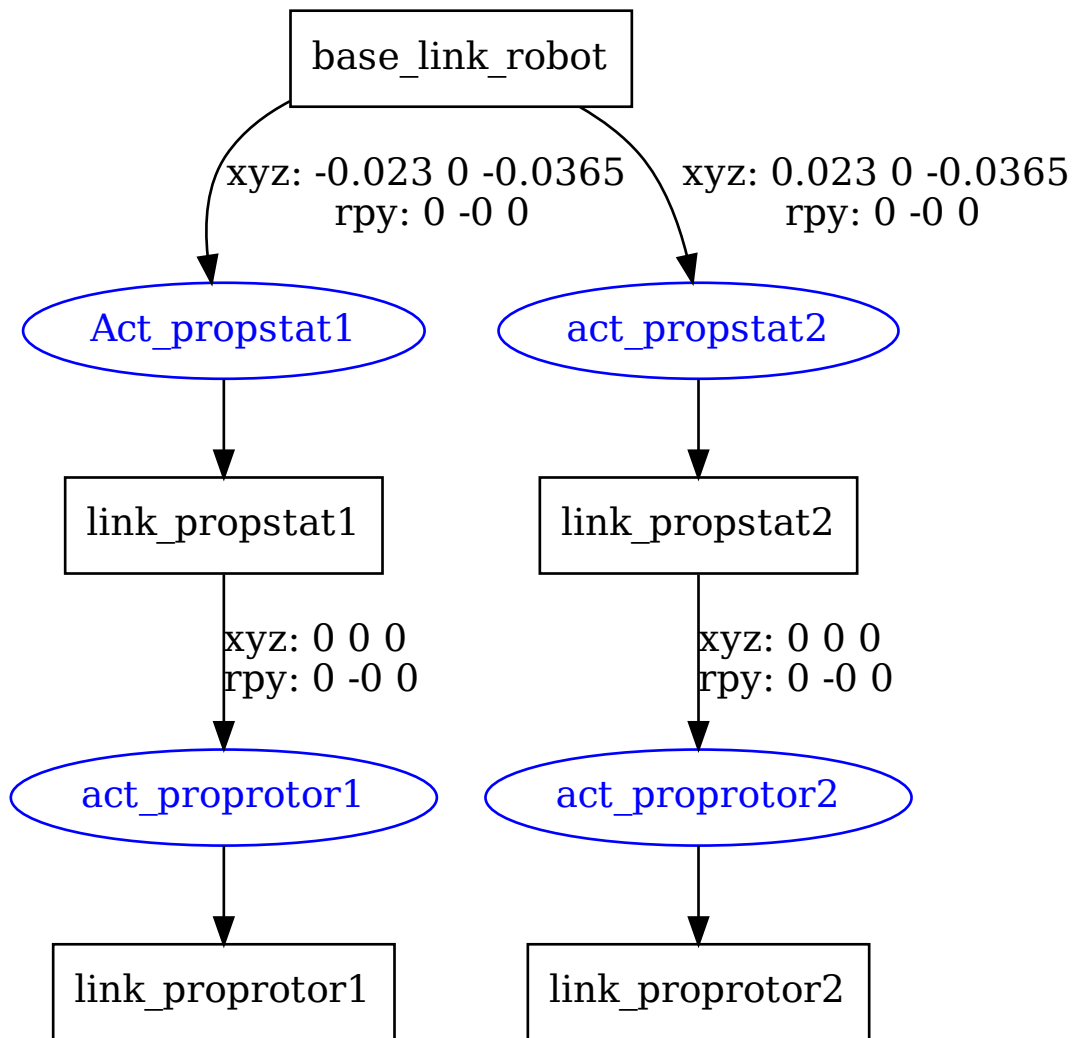 base_link_robot
xyz: -0.023 0 -0.0365
rpy: 0 -0 0
xyz: 0.023 0 -0.0365
rpy: 0 -0 0
Act_propstat1
act_propstat2
link_propstat1
link_propstat2
xyz: 0 0 0
rpy: 0 -0 0
xyz: 0 0 0
rpy: 0 -0 0
act_proprotor1
act_proprotor2
link_proprotor1
link_proprotor2